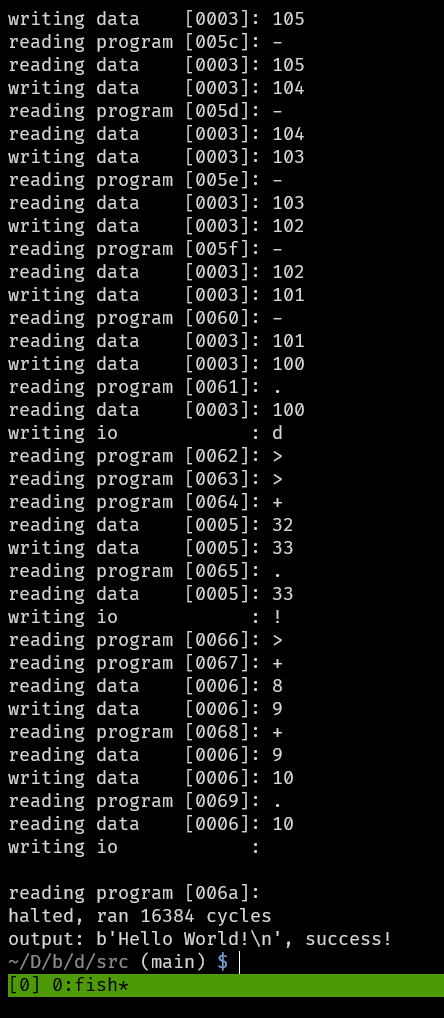 writing data    [0003]: 105
reading program [005c]: -
reading data    [0003]: 105
writing data    [0003]: 104
reading program [005d]: -
reading data    [0003]: 104
writing data    [0003]: 103
reading program [005e]: -
reading data    [0003]: 103
writing data    [0003]: 102
reading program [005f]: -
reading data    [0003]: 102
writing data    [0003]: 101
reading program [0060]: -
reading data    [0003]: 101
writing data    [0003]: 100
reading program [0061]: .
reading data    [0003]: 100
writing io            : d
reading program [0062]: >
reading program [0063]: >
reading program [0064]: +
reading data    [0005]: 32
writing data    [0005]: 33
reading program [0065]: .
reading data    [0005]: 33
writing io            : !
reading program [0066]: >
reading program [0067]: +
reading data    [0006]: 8
writing data    [0006]: 9
reading program [0068]: +
reading data    [0006]: 9
writing data    [0006]: 10
reading program [0069]: .
reading data    [0006]: 10
writing io            :

reading program [006a]:
halted, ran 16384 cycles
output: b'Hello World!\n', success!
~/D/b/d/src (main) $
[0] 0:fish*